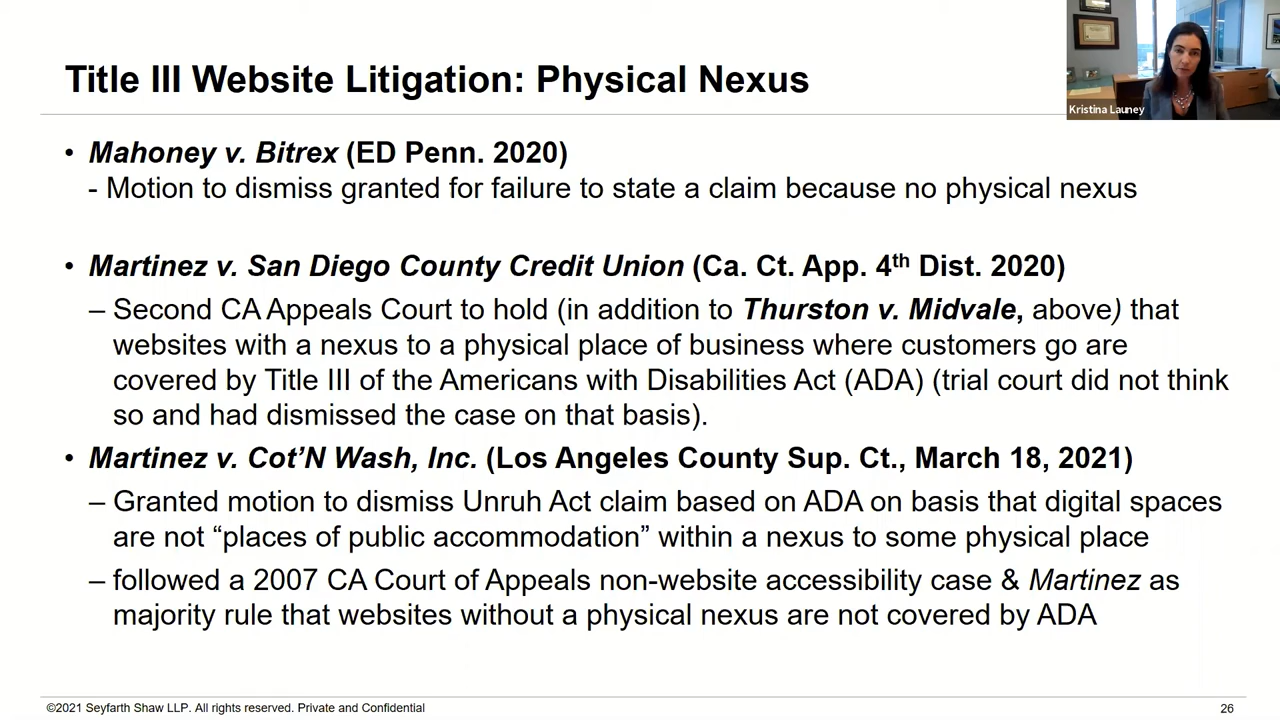 Title III Website Litigation: Physical Nexus
Kristina Launey
• Mahoney v. Bitrex (ED Penn. 2020)
- Motion to dismiss granted for failure to state a claim because no physical nexus
• Martinez v. San Diego County Credit Union (Ca. Ct. App. 4th Dist. 2020)
– Second CA Appeals Court to hold (in addition to Thurston v. Midvale, above) that
websites with a nexus to a physical place of business where customers go are
covered by Title III of the Americans with Disabilities Act (ADA) (trial court did not think
so and had dismissed the case on that basis).
• Martinez v. Cot’N Wash, Inc. (Los Angeles County Sup. Ct., March 18, 2021)
– Granted motion to dismiss Unruh Act claim based on ADA on basis that digital spaces
are not “places of public accommodation” within a nexus to some physical place
– followed a 2007 CA Court of Appeals non-website accessibility case & Martinez as
majority rule that websites without a physical nexus are not covered by ADA
©2021 Seyfarth Shaw LLP. All rights reserved. Private and Confidential
26